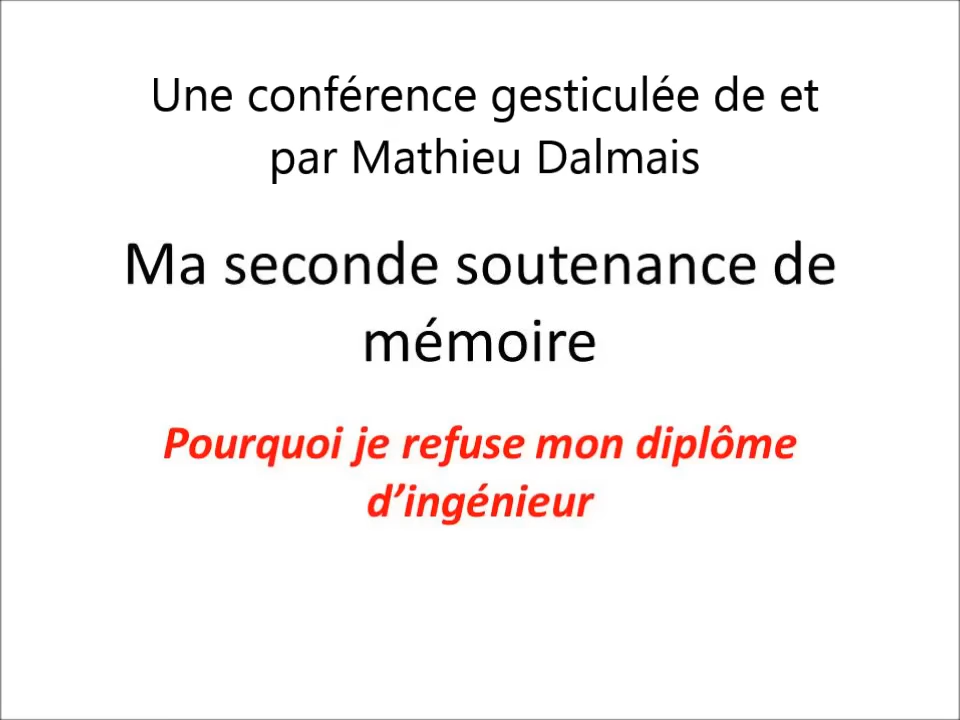 Une conférence gesticulée de et
par Mathieu Dalmais
Ma seconde soutenance de
mémoire
Pourquoi je refuse mon diplôme
d’ingénieur